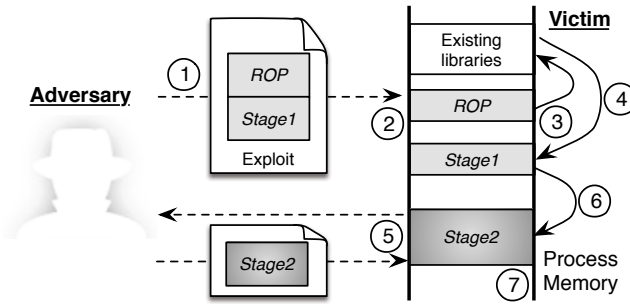 Victim
Existing
libraries
1
ROP
Adversary
Stage1
Exploit
2
ROP
3
4
Stage1
5
6
Stage2
Stage2
7
Process
Memory